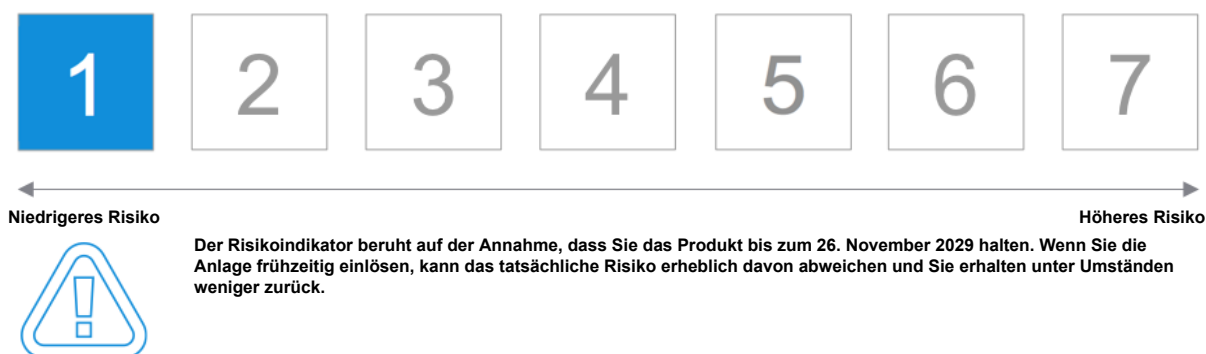 1 2 3 4 5 6 7
Niedrigeres Risiko Höheres Risiko
Der Risikoindikator beruht auf der Annahme, dass Sie das Produkt bis zum 26. November 2029 halten. Wenn Sie die
Anlage frühzeitig einlösen, kann das tatsächliche Risiko erheblich davon abweichen und Sie erhalten unter Umständen
weniger zurück.